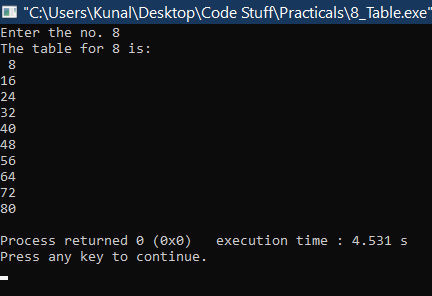 "C:\Users\Kunal\Desktop\Code Stuff\Practicals\8_Table.exe"
Enter the no. 8
The table for 8 is:
 8
16
24
32
40
48
56
64
72
80

Process returned 0 (0x0)   execution time : 4.531 s
Press any key to continue.